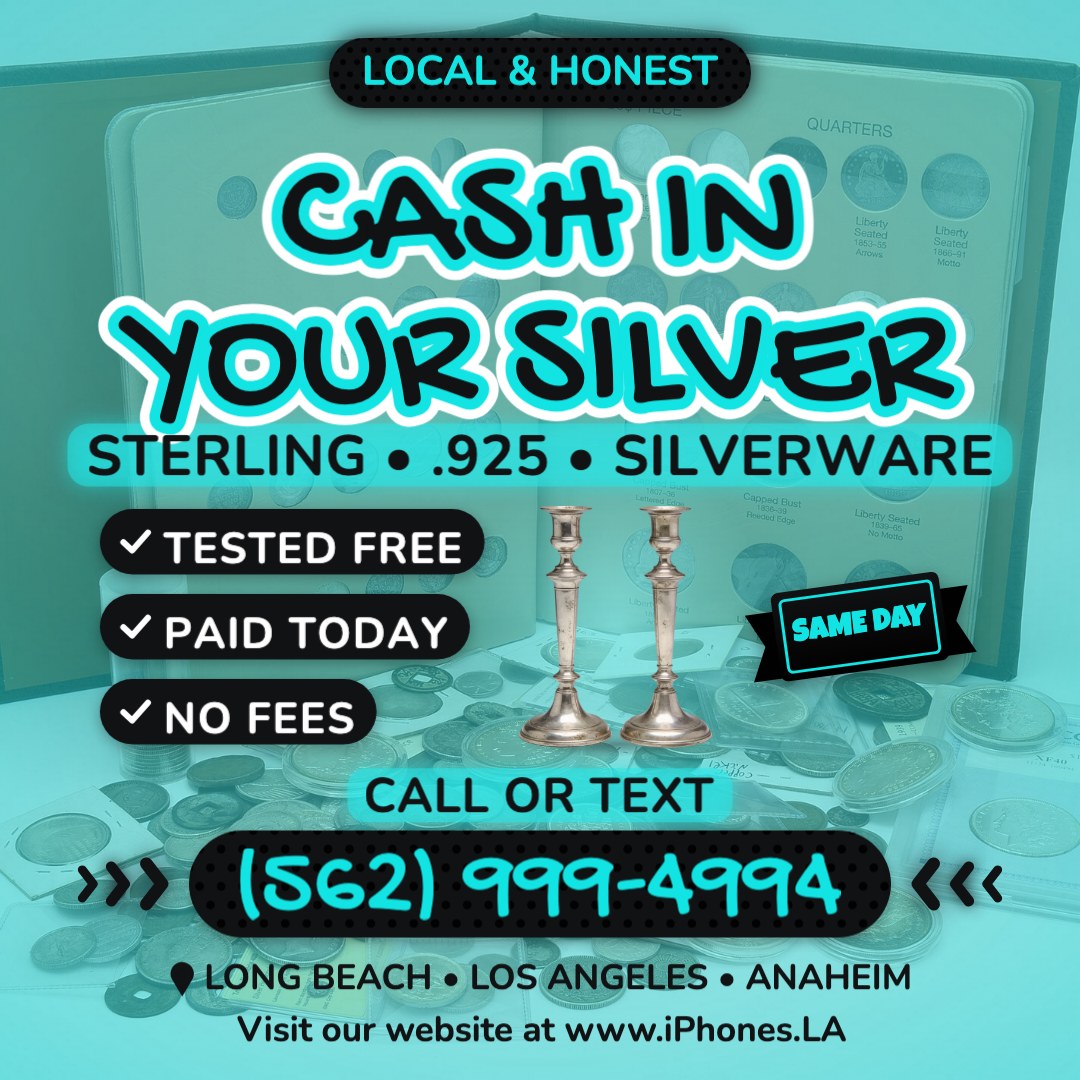 LOCAL & HONEST
QUARTERS
Liberty
Seated
1853-55
Arrows
Liberty
Seated
1866-91
Motto
CASH IN
YOUR SILVER
STERLING • .925 • SILVERWARE
Capped Bust
Reeded Edge
Liberty Seated
No Motto
✓ TESTED FREE
✓ PAID TODAY
✓ NO FEES
SAME DAY
CALL OR TEXT
(562) 999-4994
LONG BEACH • LOS ANGELES • ANAHEIM
Visit our website at www.iPhones.LA